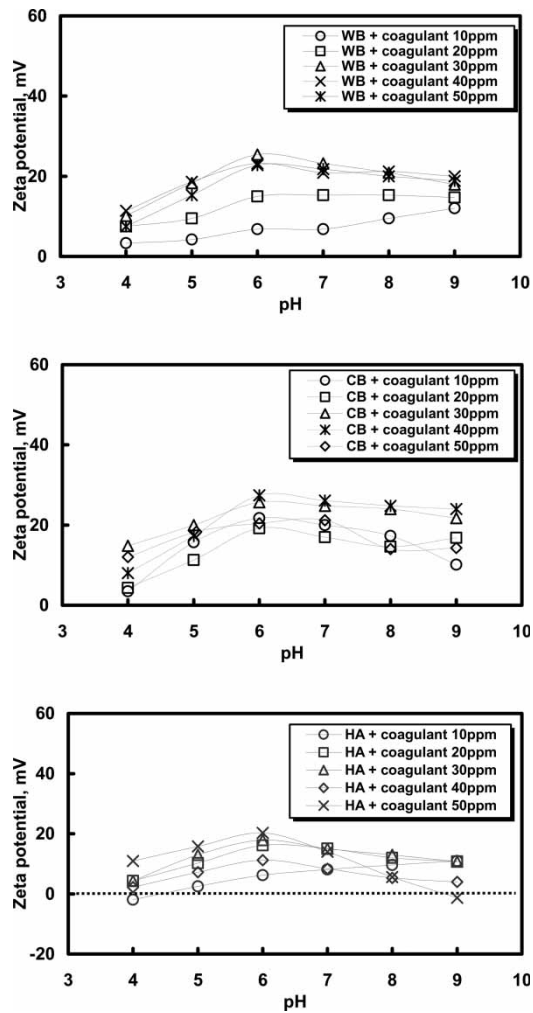 60
WB + coagulant 10ppm
WB + coagulant 20ppm
WB + coagulant 30ppm
WB + coagulant 40ppm
WB + coagulant 50ppm
Zeta potential, mV
40
20
0
3 4 5 6 7 8 9 10
pH
60
CB + coagulant 10ppm
CB + coagulant 20ppm
CB + coagulant 30ppm
CB + coagulant 40ppm
CB + coagulant 50ppm
Zeta potential, mV
40
20
0
3 4 5 6 7 8 9 10
pH
60
HA + coagulant 10ppm
HA + coagulant 20ppm
HA + coagulant 30ppm
HA + coagulant 40ppm
HA + coagulant 50ppm
Zeta potential, mV
40
20
0
-20
3 4 5 6 7 8 9 10
pH